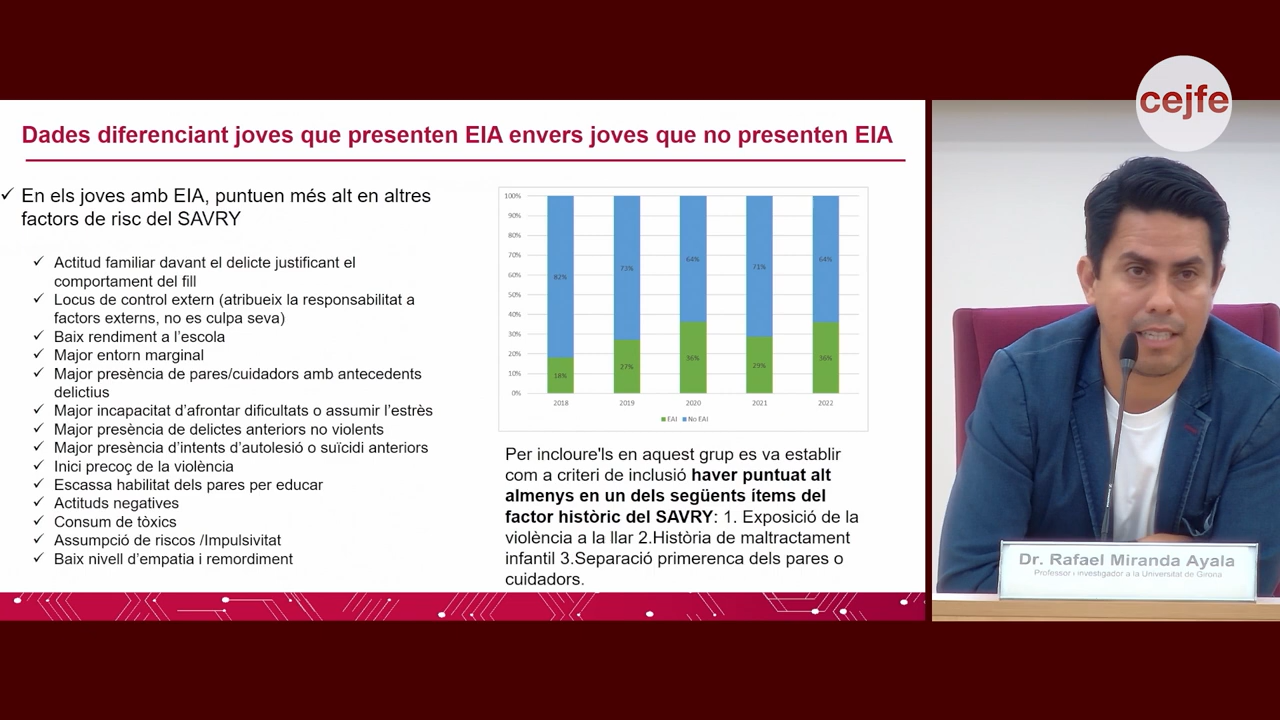 cejfe
Dades diferenciant joves que presenten EIA envers joves que no presenten EIA
✓ En els joves amb EIA, puntuen més alt en altres
factors de risc del SAVRY
✓ Actitud familiar davant el delicte justificant el
comportament del fill
✓ Locus de control extern (atribueix la responsabilitat a
factors externs, no es culpa seva)
✓ Baix rendiment a l'escola
✓ Major entorn marginal
✓ Major presència de pares/cuidadors amb antecedents
delictius
✓ Major incapacitat d'afrontar dificultats o assumir l'estrès
✓ Major presència de delictes anteriors no violents
✓ Major presència d'intents d'autolesió o suïcidi anteriors
✓ Inici precoç de la violència
✓ Escassa habilitat dels pares per educar
✓ Actituds negatives
✓ Consum de tòxics
✓ Assumpció de riscos /Impulsivitat
✓ Baix nivell d'empatia i remordiment
100%
90%
80%
70%
60%
50%
40%
30%
20%
10%
0%
82% 73% 64% 71% 64%
18% 27% 36% 29% 36%
2018 2019 2020 2021 2022
EAI No EAI
Per incloure'ls en aquest grup es va establir
com a criteri de inclusió haver puntuat alt
almenys en un dels següents ítems del
factor històric del SAVRY: 1. Exposició de la
violència a la llar 2.Història de maltractament
infantil 3.Separació primerenca dels pares o
cuidadors.
Dr. Rafael Miranda Ayala
Professor i investigador a la Universitat de Girona